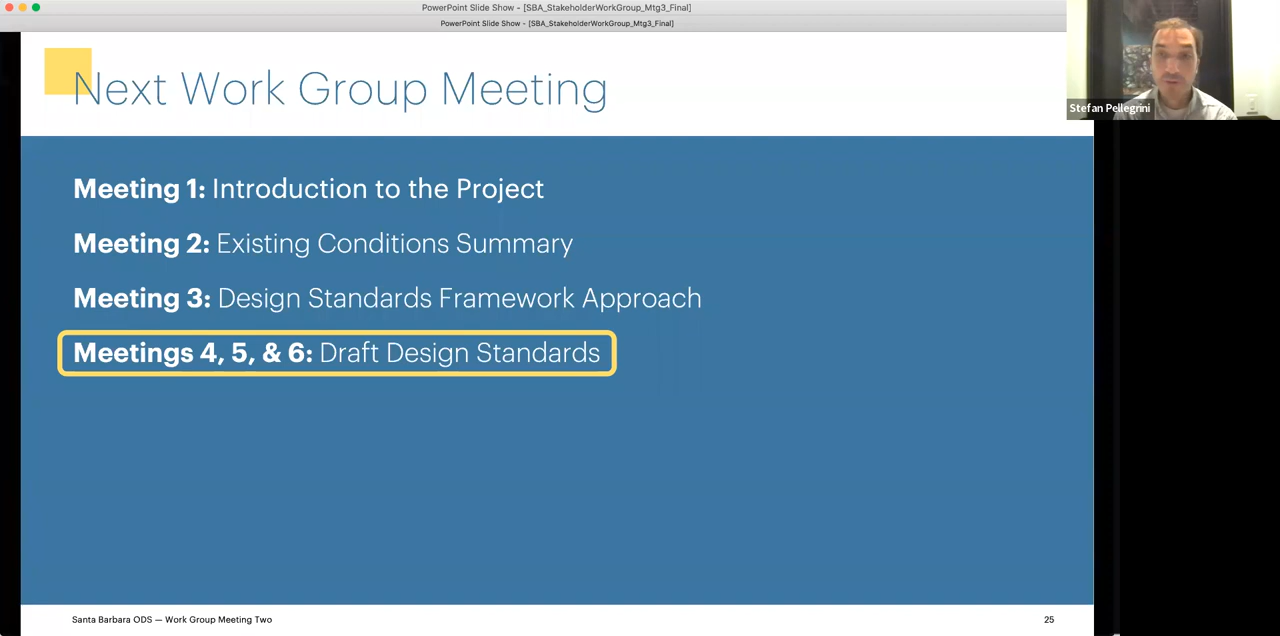 PowerPoint Slide Show - [SBA_StakeholderWorkGroup_Mtg3_Final]
PowerPoint Slide Show - [SBA_StakeholderWorkGroup_Mtg3_Final]
Stefan Pellegrini
Next Work Group Meeting
Meeting 1: Introduction to the Project
Meeting 2: Existing Conditions Summary
Meeting 3: Design Standards Framework Approach
Meetings 4, 5, & 6: Draft Design Standards
Santa Barbara ODS — Work Group Meeting Two
25